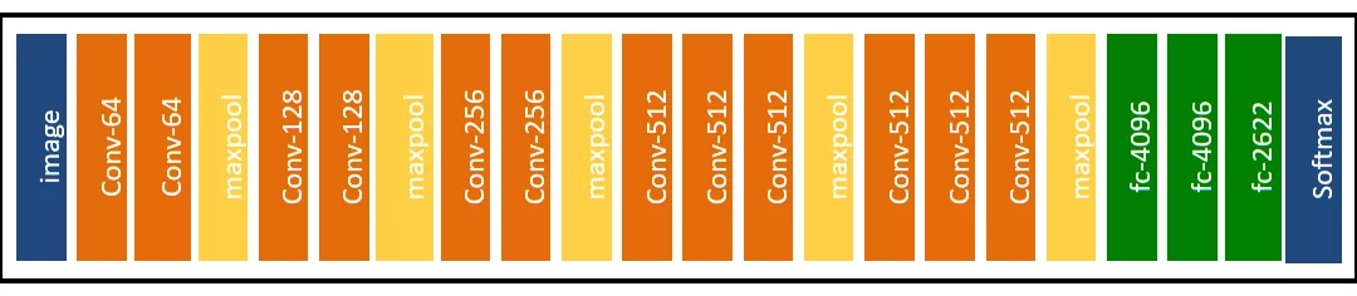 image
Conv-64
Conv-64
maxpool
Conv-128
Conv-128
maxpool
Conv-256
Conv-256
maxpool
Conv-512
Conv-512
Conv-512
maxpool
Conv-512
Conv-512
Conv-512
maxpool
fc-4096
fc-4096
fc-2622
Softmax